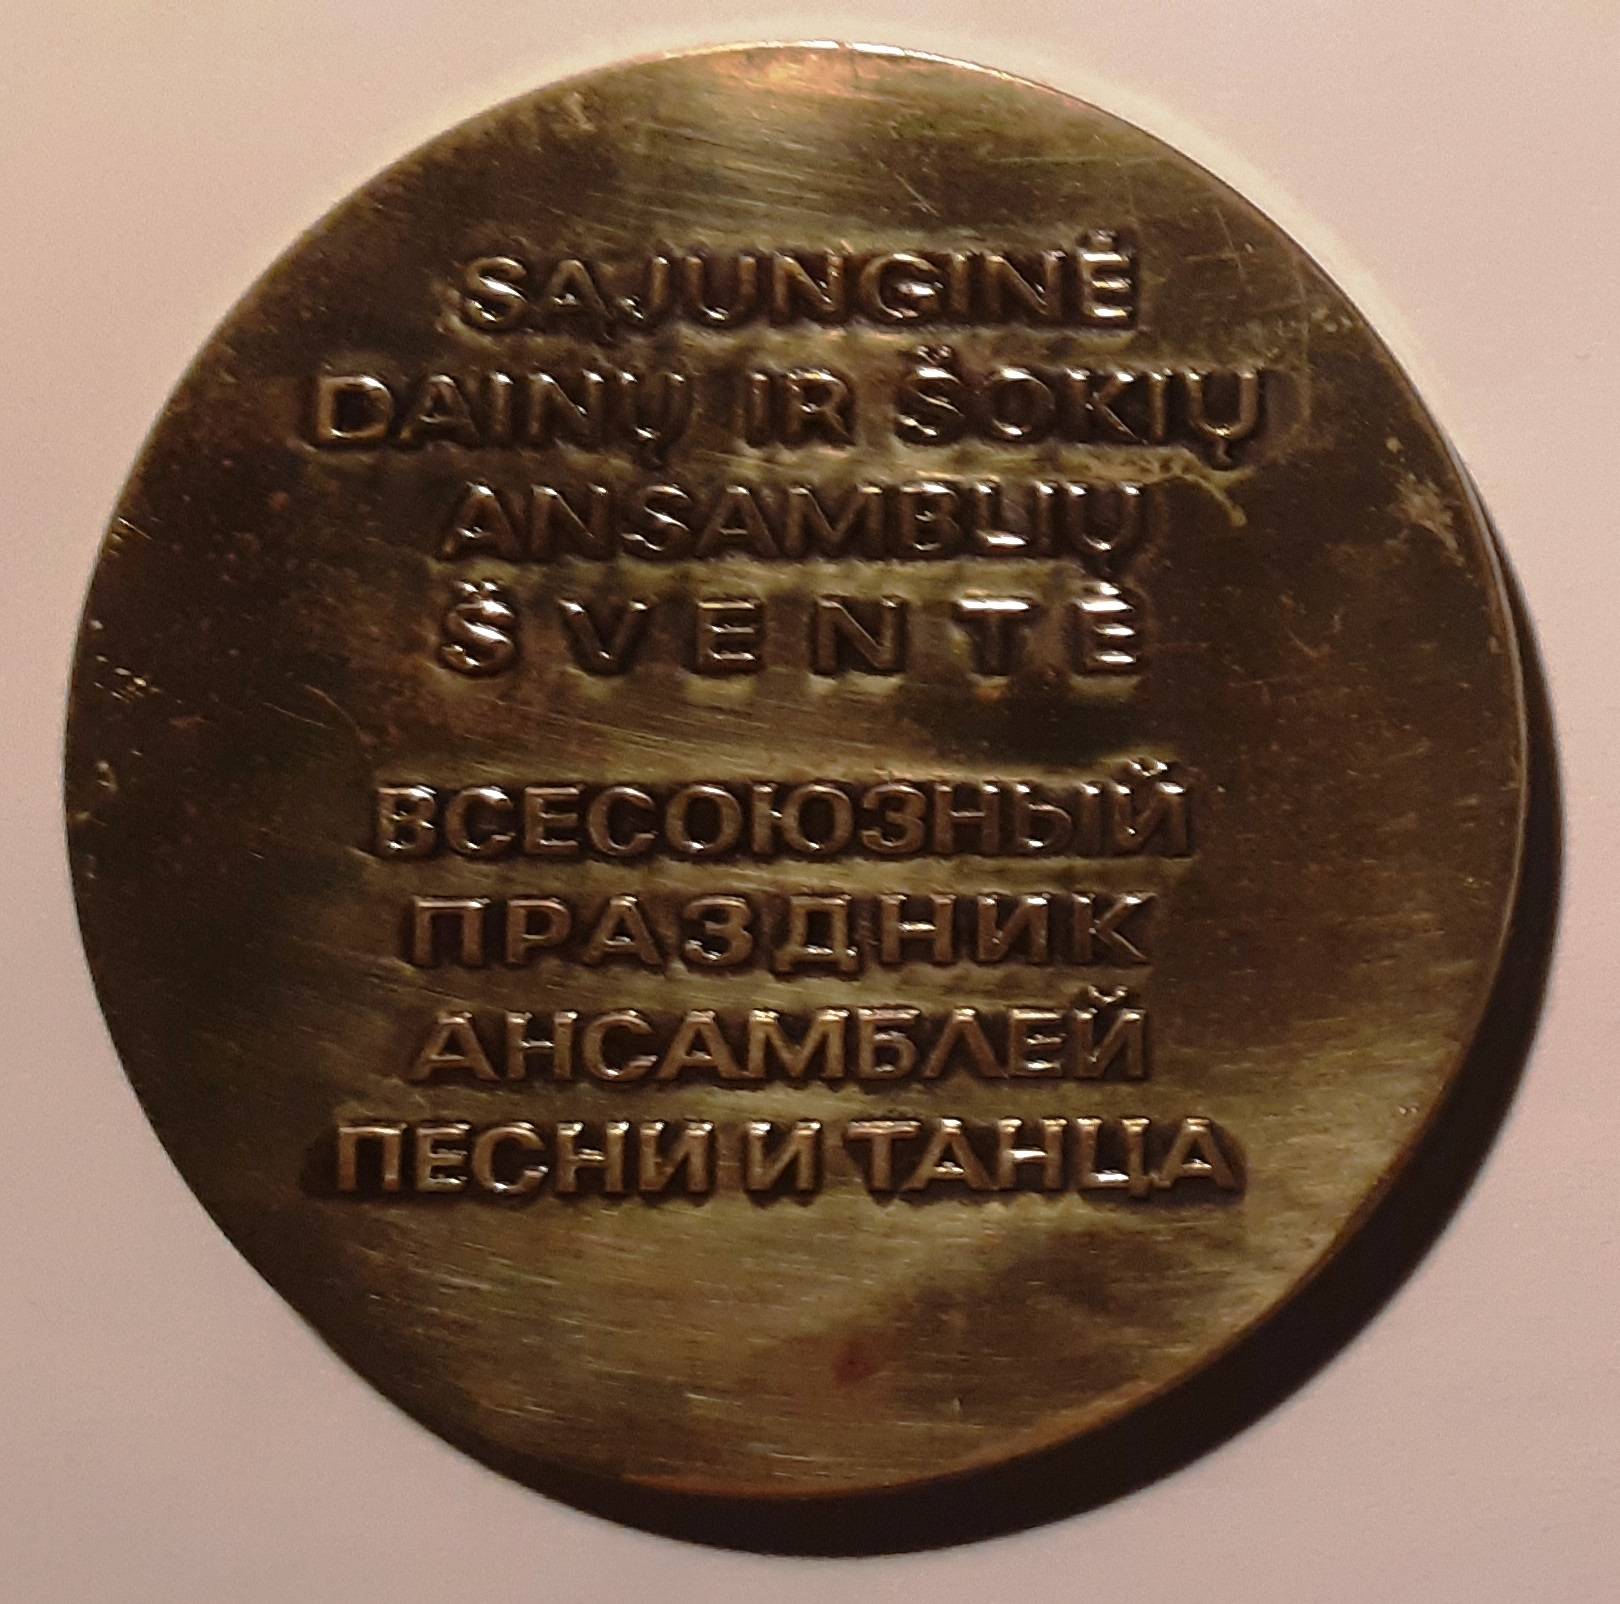 SĄJUNGINĖ
DAINŲ IR ŠOKIŲ
ANSAMBLIŲ
ŠVENTĖ
ВСЕСОЮЗНЫЙ
ПРАЗДНИК
АНСАМБЛЕЙ
ПЕСНИ И ТАНЦА